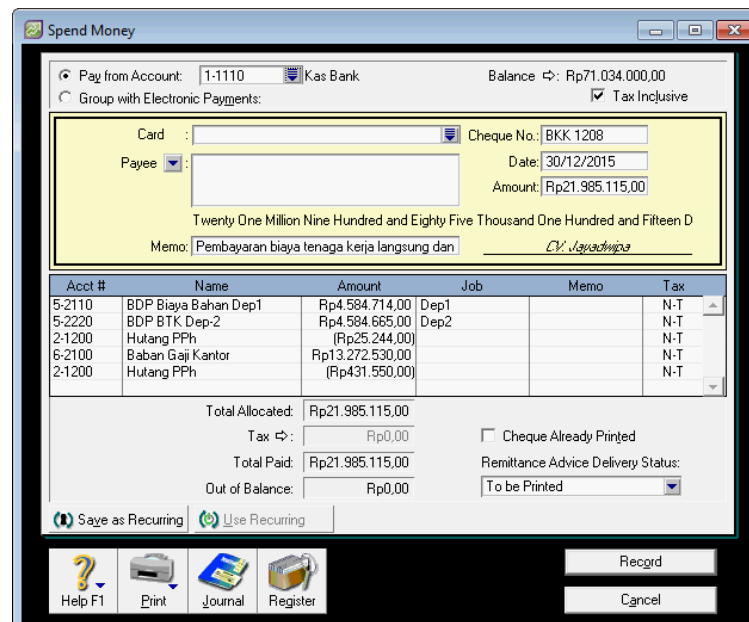 Spend Money
Pay from Account: 1-1110 Kas Bank Balance ⇨: Rp71.034.000,00
Group with Electronic Payments: Tax Inclusive
Card : Cheque No.: BKK 1208
Payee : Date: 30/12/2015
Amount: Rp21.985.115,00
Twenty One Million Nine Hundred and Eighty Five Thousand One Hundred and Fifteen D
Memo: Pembayaran biaya tenaga kerja langsung dan CV. Jayadwipa
Acct # Name Amount Job Memo Tax
5-2110 BDP Biaya Bahan Dep1 Rp4.584.714,00 Dep1 N-T
5-2220 BDP BTK Dep-2 Rp4.584.665,00 Dep2 N-T
2-1200 Hutang PPh (Rp25.244,00) N-T
6-2100 Baban Gaji Kantor Rp13.272.530,00 N-T
2-1200 Hutang PPh (Rp431.550,00) N-T
Total Allocated: Rp21.985.115,00
Tax ⇨: Rp0,00 Cheque Already Printed
Total Paid: Rp21.985.115,00 Remittance Advice Delivery Status:
Out of Balance: Rp0,00 To be Printed
Save as Recurring Use Recurring
Help F1 Print Journal Register Record
Cancel